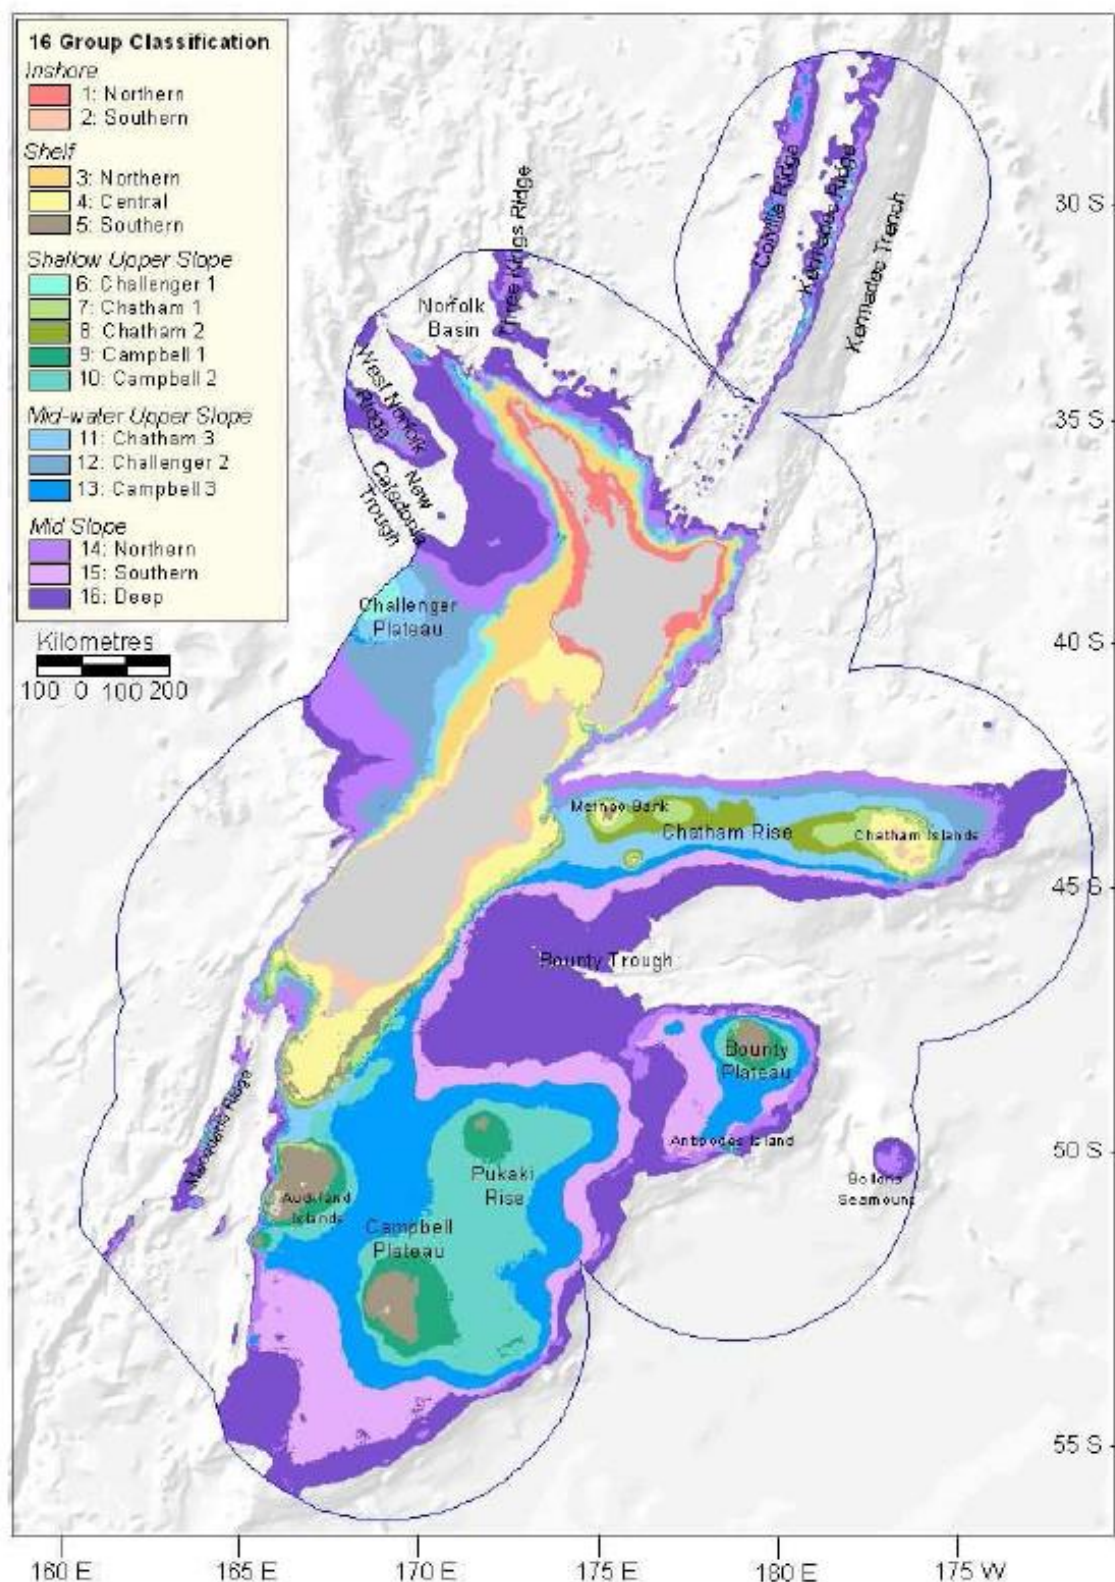 16 Group Classification
Inshore
1: Northern
2: Southern
Shelf
3: Northern
4: Central
5: Southern
Shallow Upper Slope
6: Challenger 1
7: Chatham 1
8: Chatham 2
9: Campbell 1
10: Campbell 2
Mid-water Upper Slope
11: Chatham 3
12: Challenger 2
13: Campbell 3
Mid Slope
14: Northern
15: Southern
16: Deep
Kilometres
100 0 100 200
Three Kings Ridge
Colville Ridge
Kermadec Ridge
Kermadec Trench
Norfolk
Basin
West Norfolk
Ridge
New
Caledonia
Trough
Challenger
Plateau
Mernoo Bank
Chatham Rise
Chatham Islands
Bounty Trough
Bounty
Plateau
Antipodes Island
Bollons
Seamount
Macquarie Ridge
Pukaki
Rise
Auckland
Islands
Campbell
Plateau
30 S
35 S
40 S
45 S
50 S
55 S
160 E
165 E
170 E
175 E
180 E
175 W